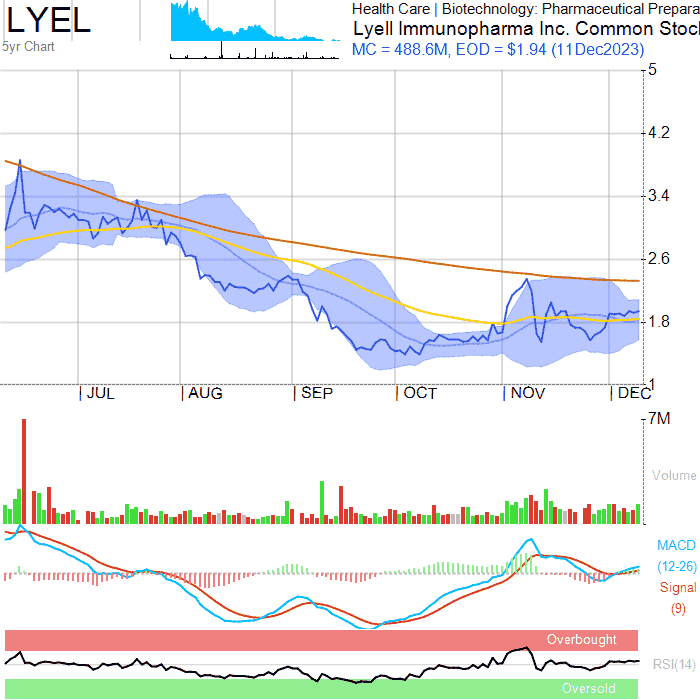 LYEL
5yr Chart
Health Care | Biotechnology: Pharmaceutical Prepara
Lyell Immunopharma Inc. Common Stoc
MC = 488.6M, EOD = $1.94 (11Dec2023)
5
4.2
3.4
2.6
1.8
1
JUL AUG SEP OCT NOV DEC
7M
Volume
MACD
(12-26)
Signal
(9)
Overbought
RSI(14)
Oversold